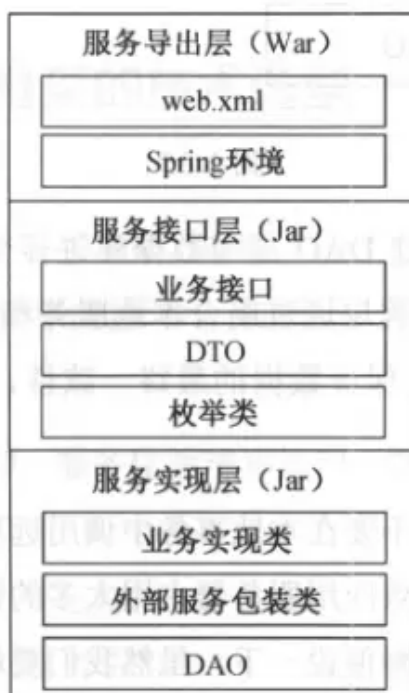 服务导出层（War）
web.xml
Spring环境
服务接口层（Jar）
业务接口
DTO
枚举类
服务实现层（Jar）
业务实现类
外部服务包装类
DAO